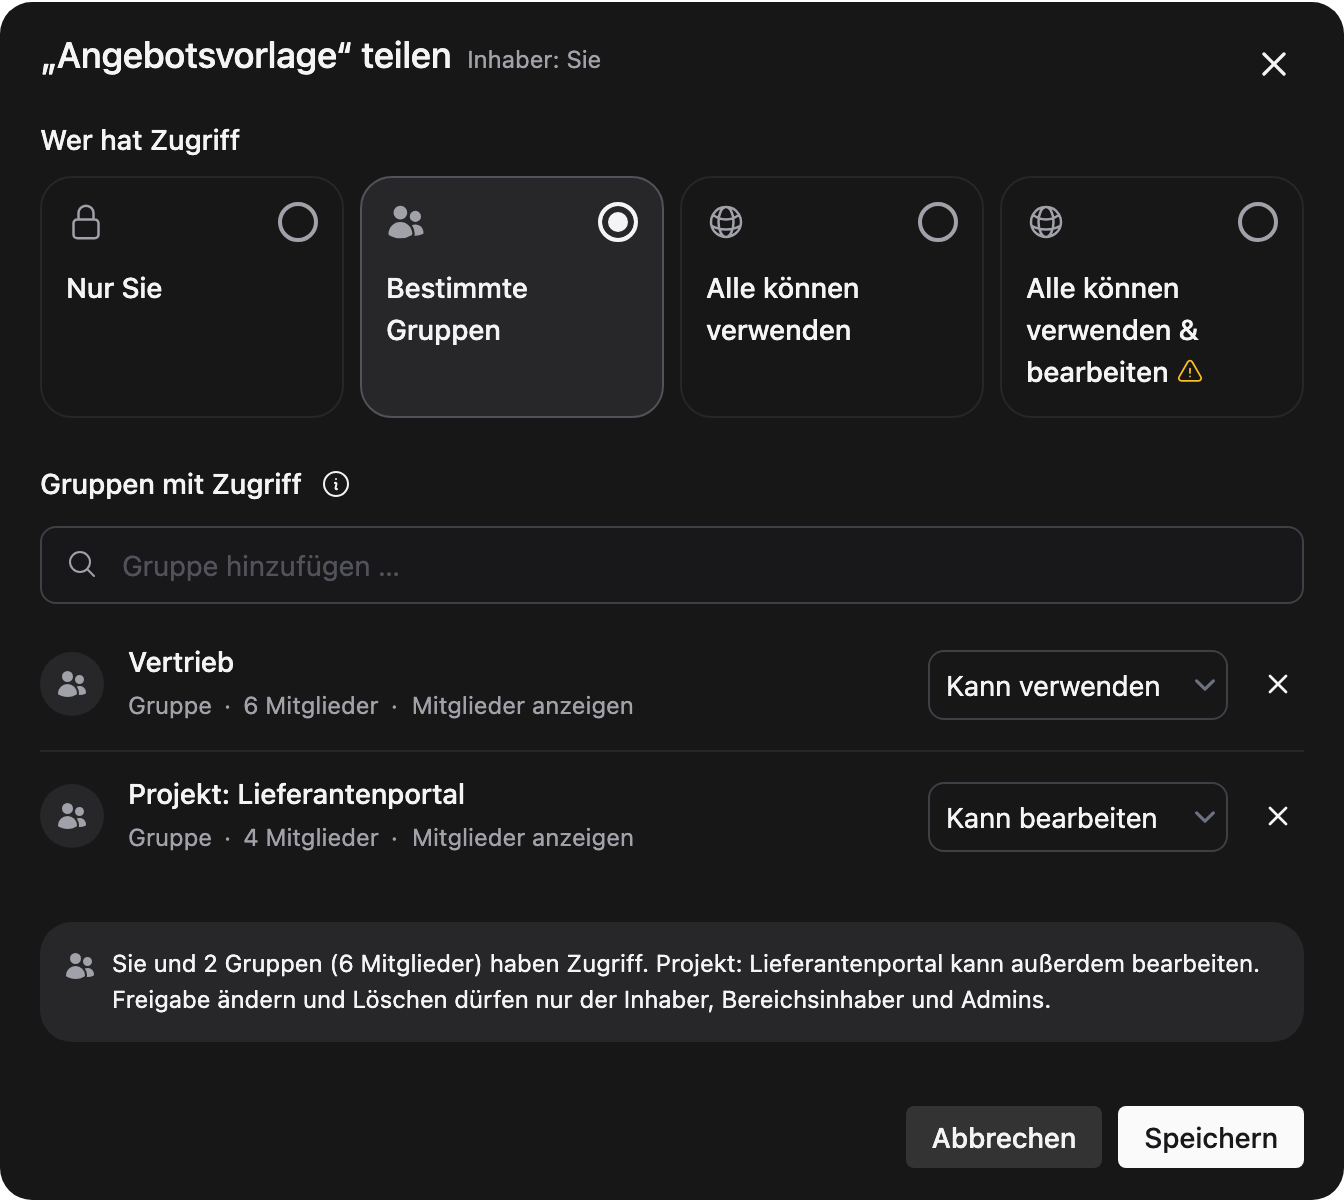 „Angebotsvorlage“ teilen Inhaber: Sie
Wer hat Zugriff
Nur Sie
Bestimmte
Gruppen
Alle können
verwenden
Alle können
verwenden &
bearbeiten
Gruppen mit Zugriff
Gruppe hinzufügen ...
Vertrieb
Gruppe · 6 Mitglieder · Mitglieder anzeigen
Kann verwenden
Projekt: Lieferantenportal
Gruppe · 4 Mitglieder · Mitglieder anzeigen
Kann bearbeiten
Sie und 2 Gruppen (6 Mitglieder) haben Zugriff. Projekt: Lieferantenportal kann außerdem bearbeiten.
Freigabe ändern und Löschen dürfen nur der Inhaber, Bereichsinhaber und Admins.
Abbrechen
Speichern